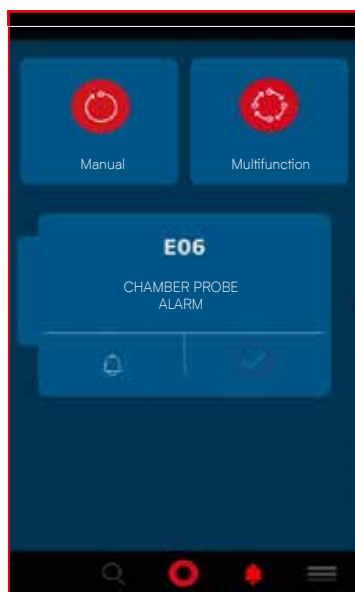 Manual
Multifunction
E06
CHAMBER PROBE
ALARM